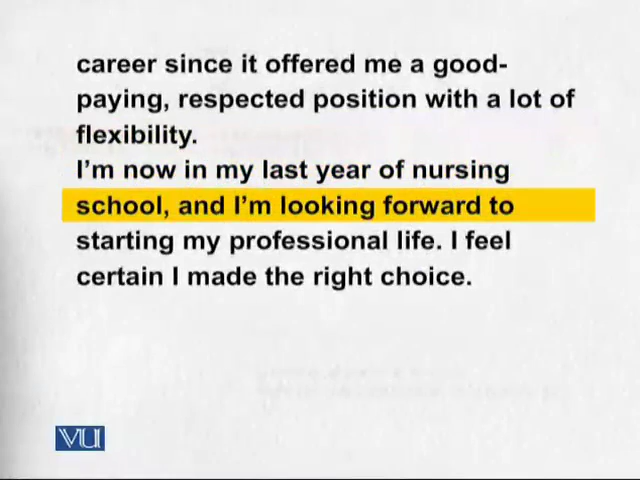 career since it offered me a good-
paying, respected position with a lot of
flexibility.
I'm now in my last year of nursing
school, and I'm looking forward to
starting my professional life. I feel
certain I made the right choice.
VU